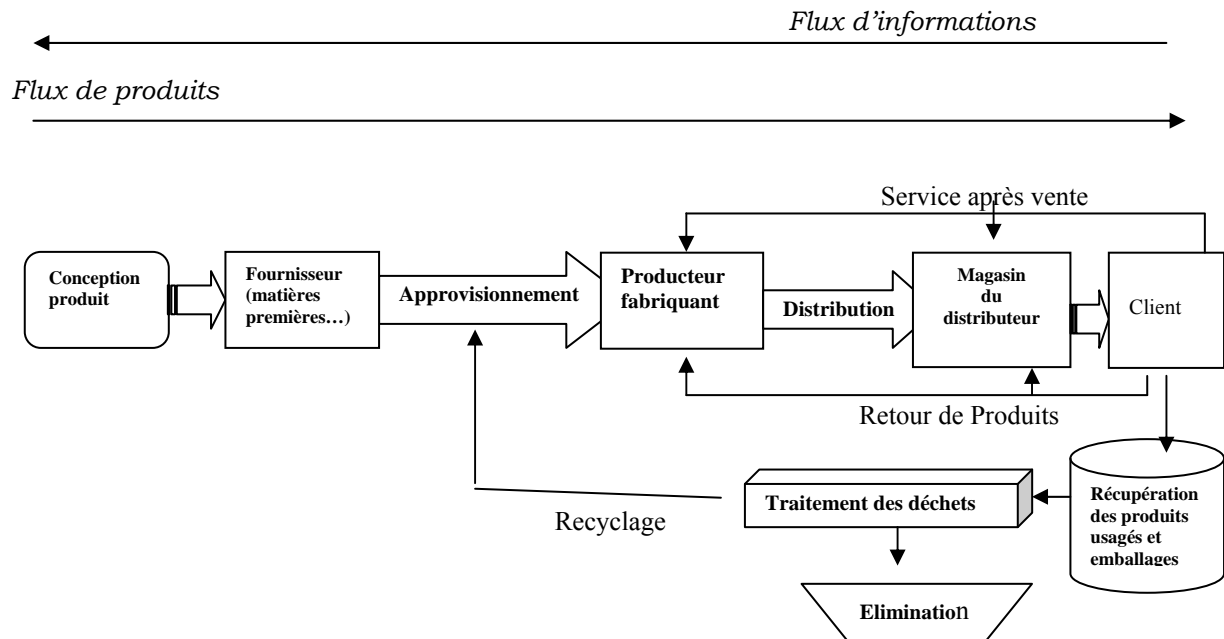 Flux d’informations
Flux de produits
Service après vente
Conception
produit
Fournisseur
(matières
premières…)
Approvisionnement
Producteur
fabriquant
Distribution
Magasin
du
distributeur
Client
Retour de Produits
Récupération
des produits
usagés et
emballages
Traitement des déchets
Recyclage
Elimination